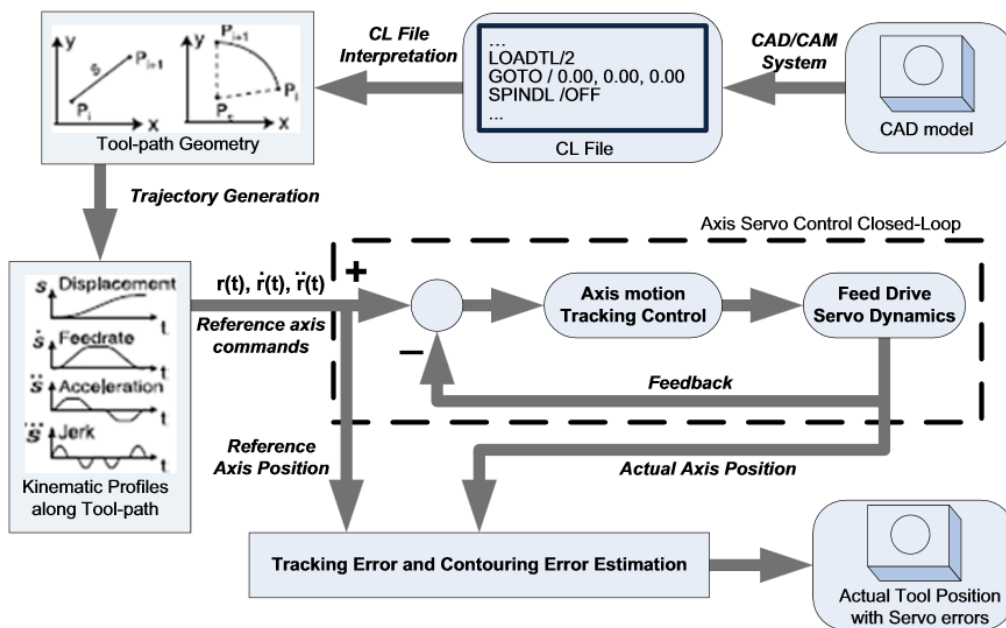 y
P i+1
S
P i
x
y
P i+1
P i
P c
x
Tool-path Geometry
CL File
Interpretation
...
LOADTL/2
GOTO / 0.00, 0.00, 0.00
SPINDL /OFF
...
CL File
CAD/CAM
System
CAD model
Trajectory Generation
Axis Servo Control Closed-Loop
s Displacement
t
ṡ Feedrate
t
s̈ Acceleration
t
s⃛ Jerk
t
Kinematic Profiles
along Tool-path
r(t), ṙ(t), r̈(t)
Reference axis
commands
+
−
Axis motion
Tracking Control
Feed Drive
Servo Dynamics
Feedback
Reference
Axis Position
Actual Axis Position
Tracking Error and Contouring Error Estimation
Actual Tool Position
with Servo errors